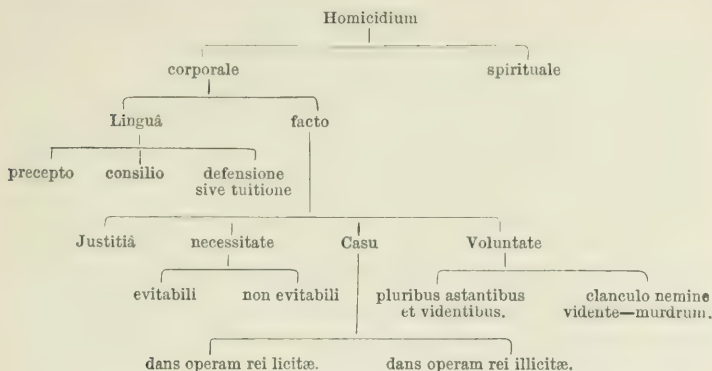 Homicidium
corporale spirituale
Linguâ facto
precepto consilio defensione
sive tuitione
Justitiâ necessitate Casu Voluntate
evitabili non evitabili pluribus astantibus clanculo nemine
et videntibus. vidente—murdrum.
dans operam rei licitæ. dans operam rei illicitæ.